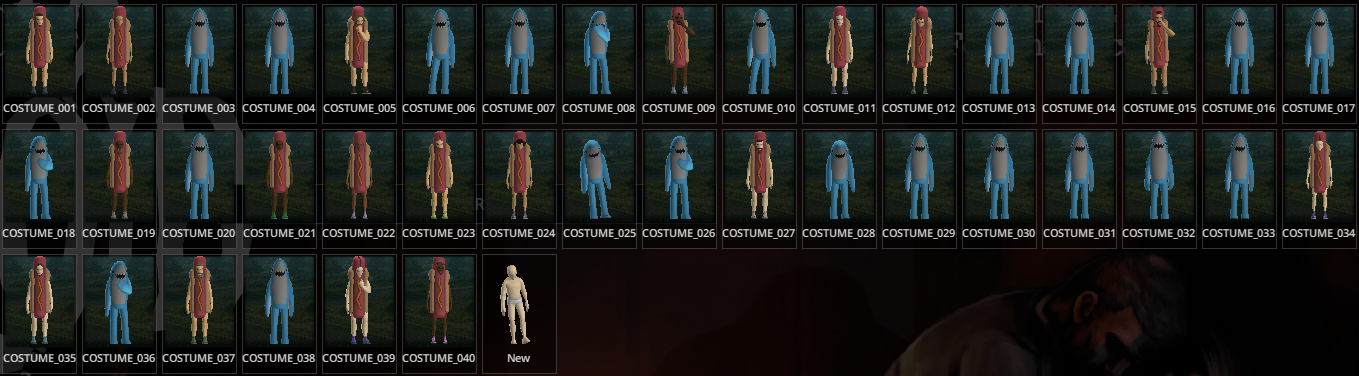 COSTUME_001 COSTUME_002 COSTUME_003 COSTUME_004 COSTUME_005 COSTUME_006 COSTUME_007 COSTUME_008 COSTUME_009 COSTUME_010 COSTUME_011 COSTUME_012 COSTUME_013 COSTUME_014 COSTUME_015 COSTUME_016 COSTUME_017
COSTUME_018 COSTUME_019 COSTUME_020 COSTUME_021 COSTUME_022 COSTUME_023 COSTUME_024 COSTUME_025 COSTUME_026 COSTUME_027 COSTUME_028 COSTUME_029 COSTUME_030 COSTUME_031 COSTUME_032 COSTUME_033 COSTUME_034
COSTUME_035 COSTUME_036 COSTUME_037 COSTUME_038 COSTUME_039 COSTUME_040 New